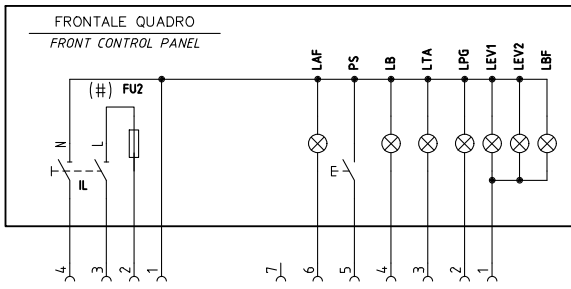 FRONTALE QUADRO
FRONT CONTROL PANEL
LAF PS LB LTA LPG LEV1 LEV2 LBF
(#) FU2
N L
IL
E
4 3 2 1 7 6 5 4 3 2 1